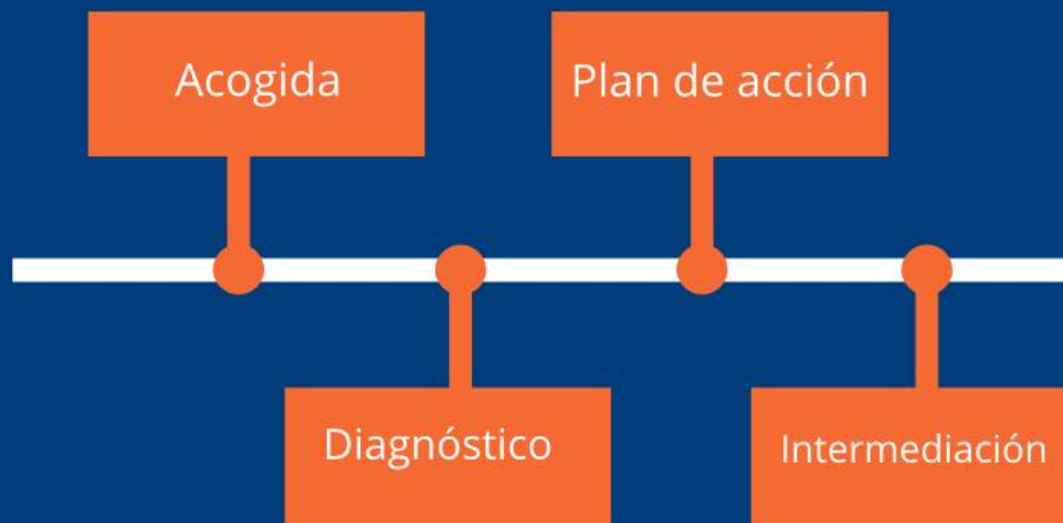 Acogida
Diagnóstico
Plan de acción
Intermediación